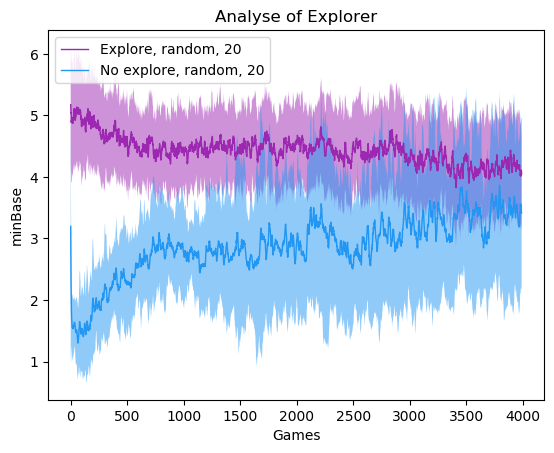 Analyse of Explorer
Explore, random, 20
No explore, random, 20
minBase
6
5
4
3
2
1
0 500 1000 1500 2000 2500 3000 3500 4000
Games